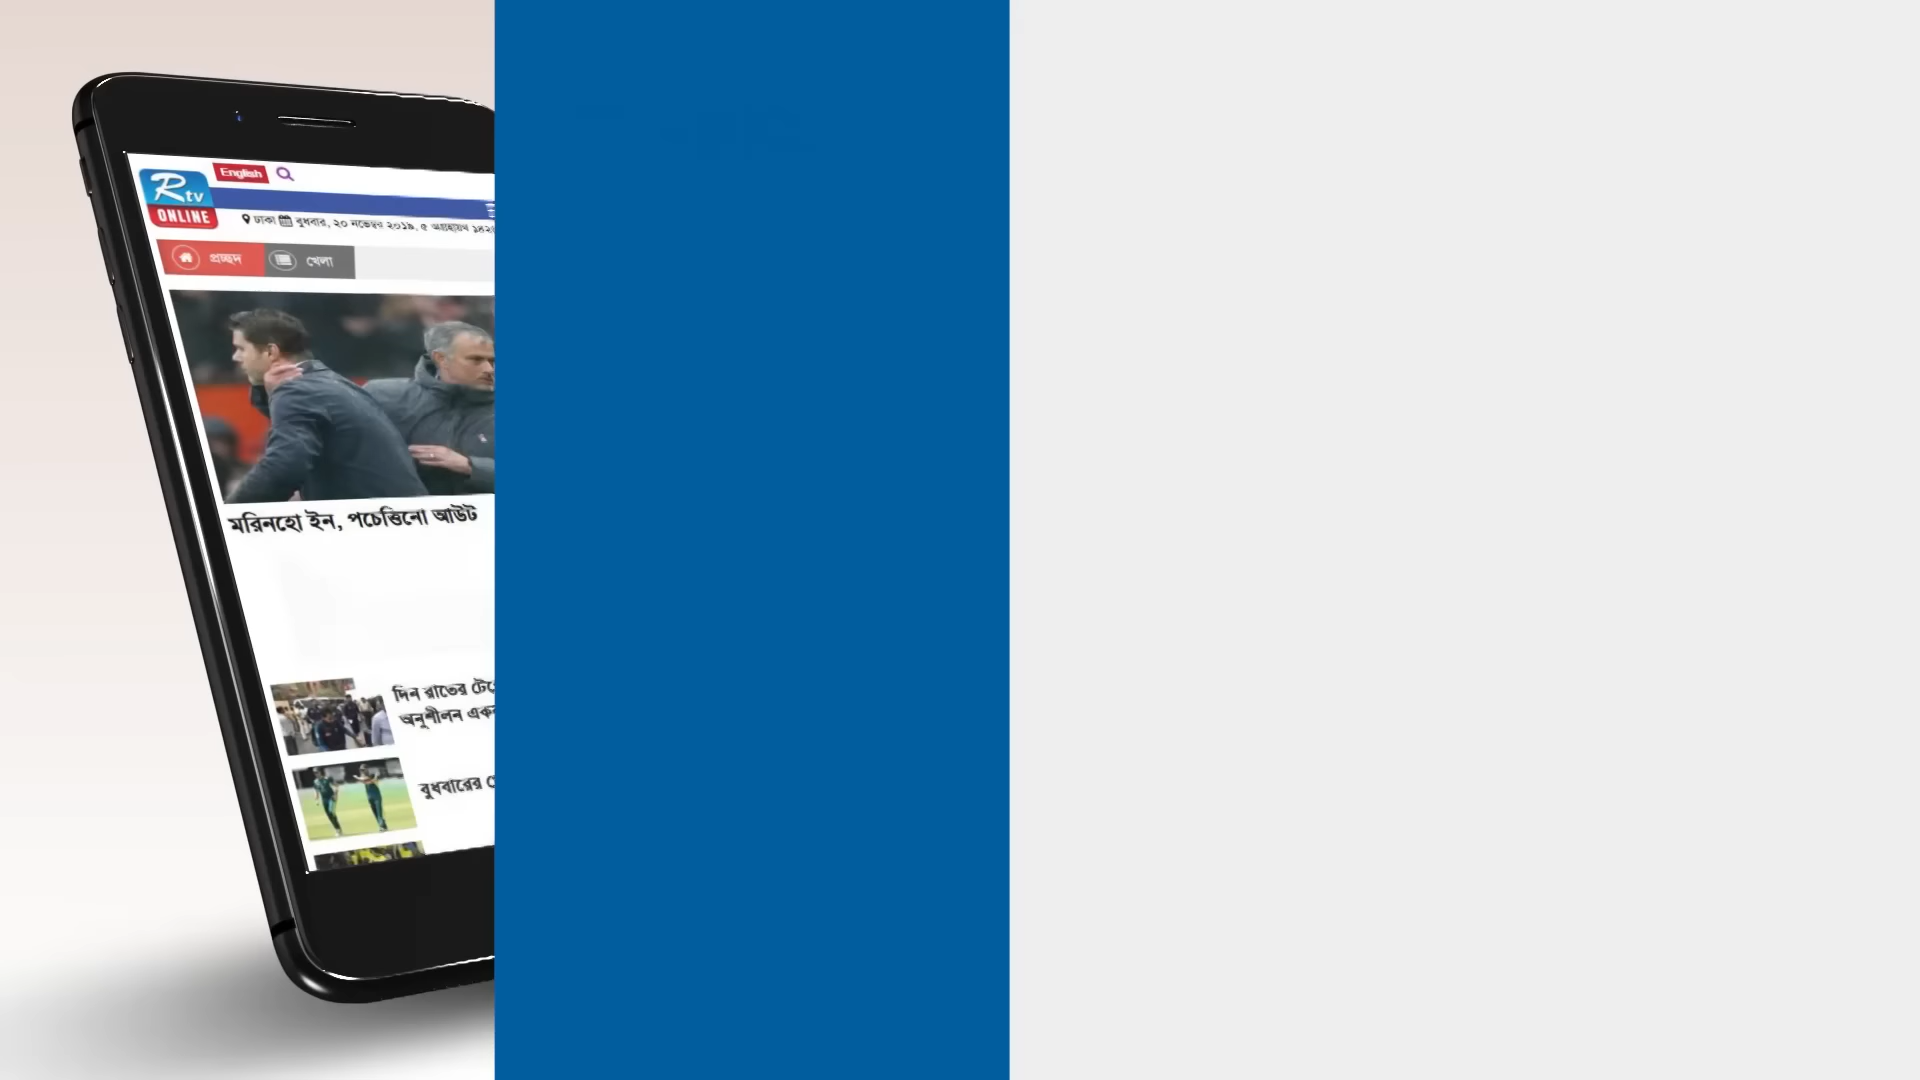 English
Rtv
ONLINE
ঢাকা বুধবার, ২০ নভেম্বর ২০১৯, ৫ অগ্রহায়ণ
প্রচ্ছদ
খেলা
মরিনহো ইন, পচেত্তিনো আউট
দিন রাতের
অনুশীলন
বুধবারের